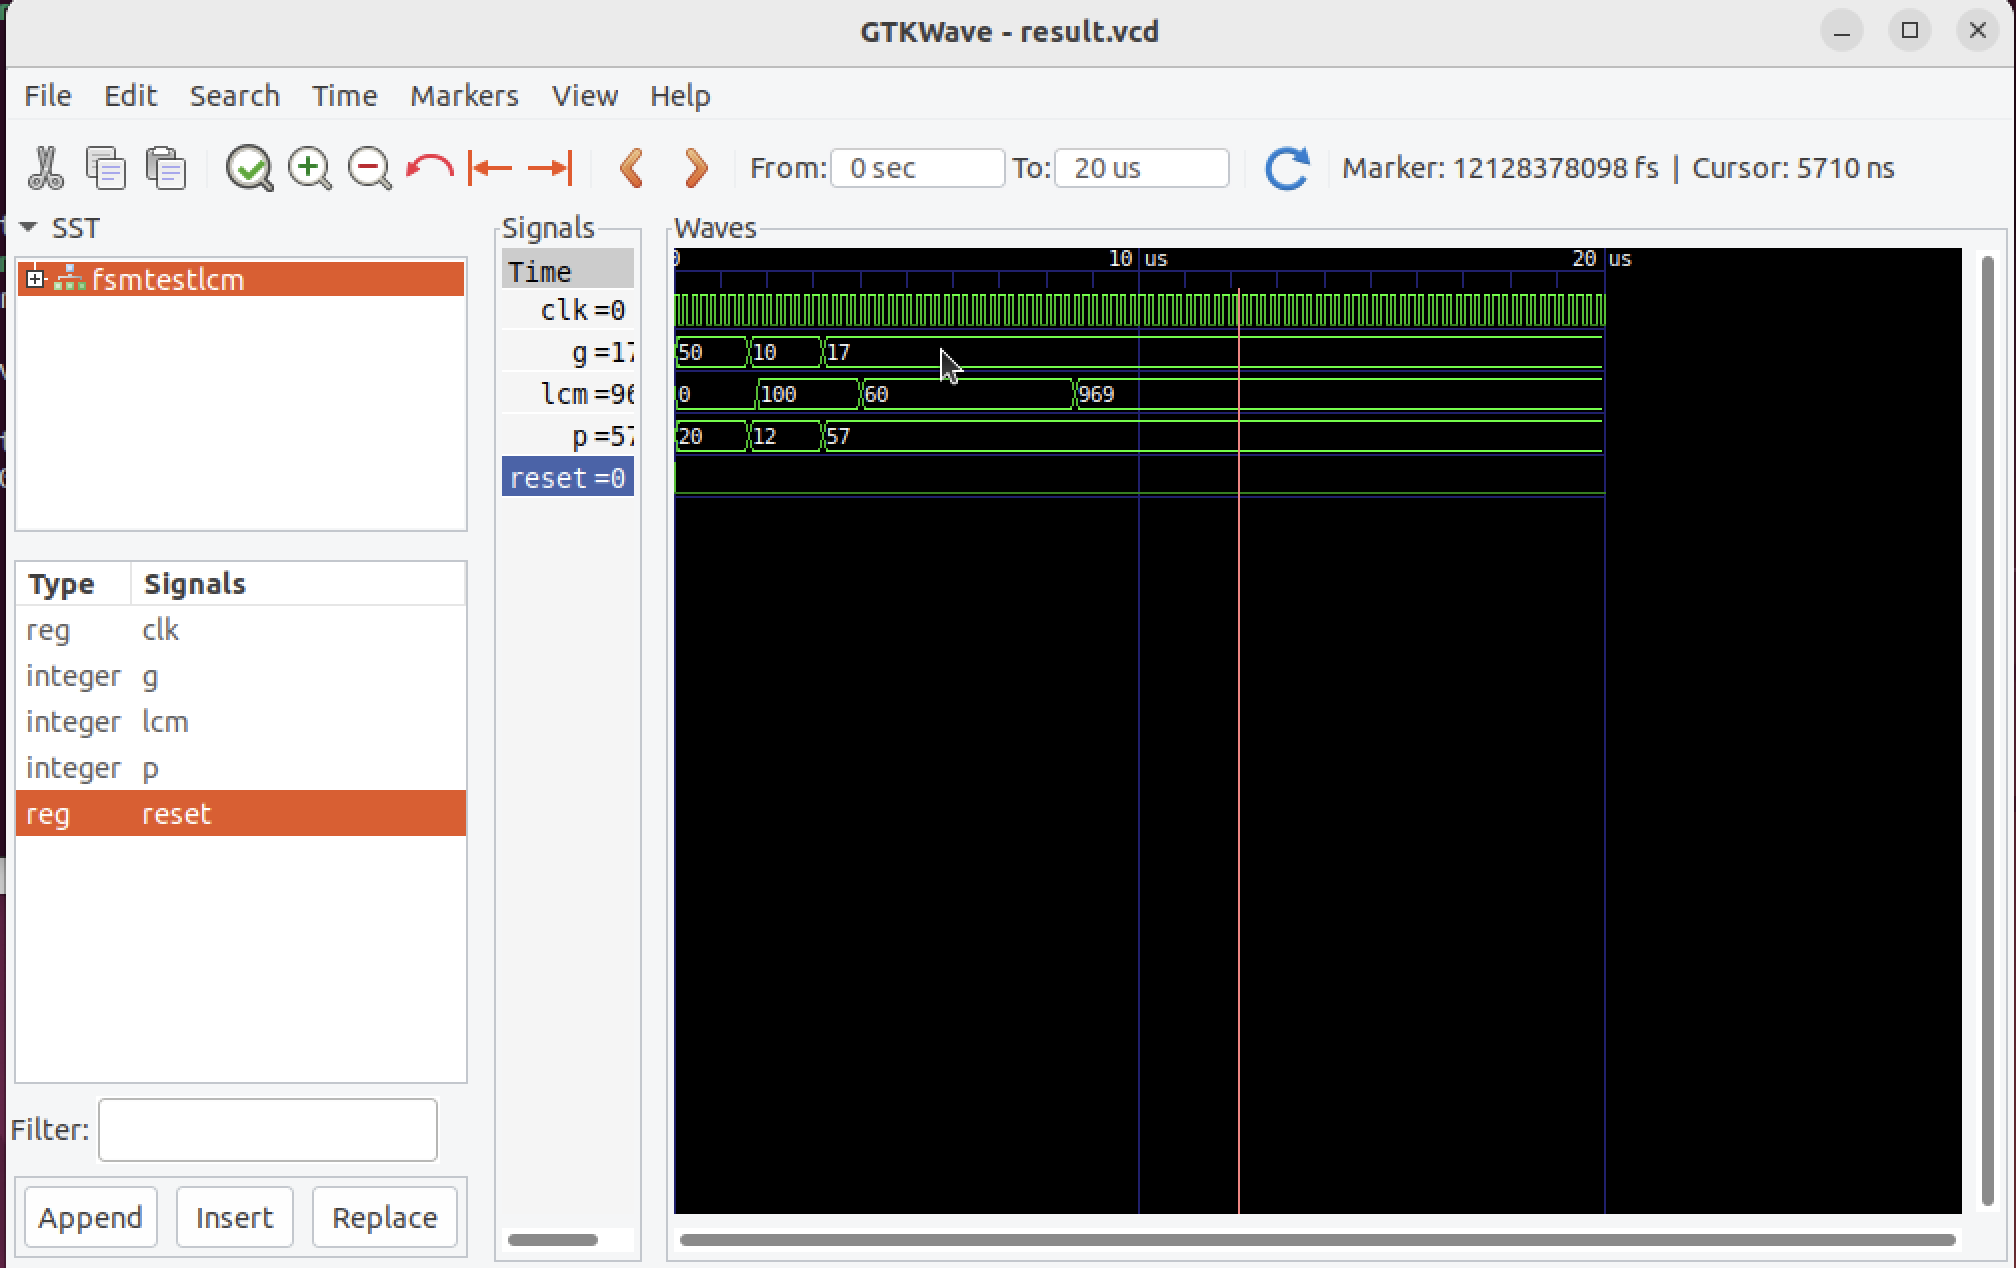 GTKWave - result.vcd
File Edit Search Time Markers View Help
From: 0 sec To: 20 us Marker: 12128378098 fs | Cursor: 5710 ns
SST
fsmtestlcm
Type Signals
reg clk
integer g
integer lcm
integer p
reg reset
Filter:
Append Insert Replace
Signals
Time
clk =0
g =17
lcm =96
p =57
reset =0
Waves
0 10 us 20 us
50 10 17
0 100 60 969
20 12 57